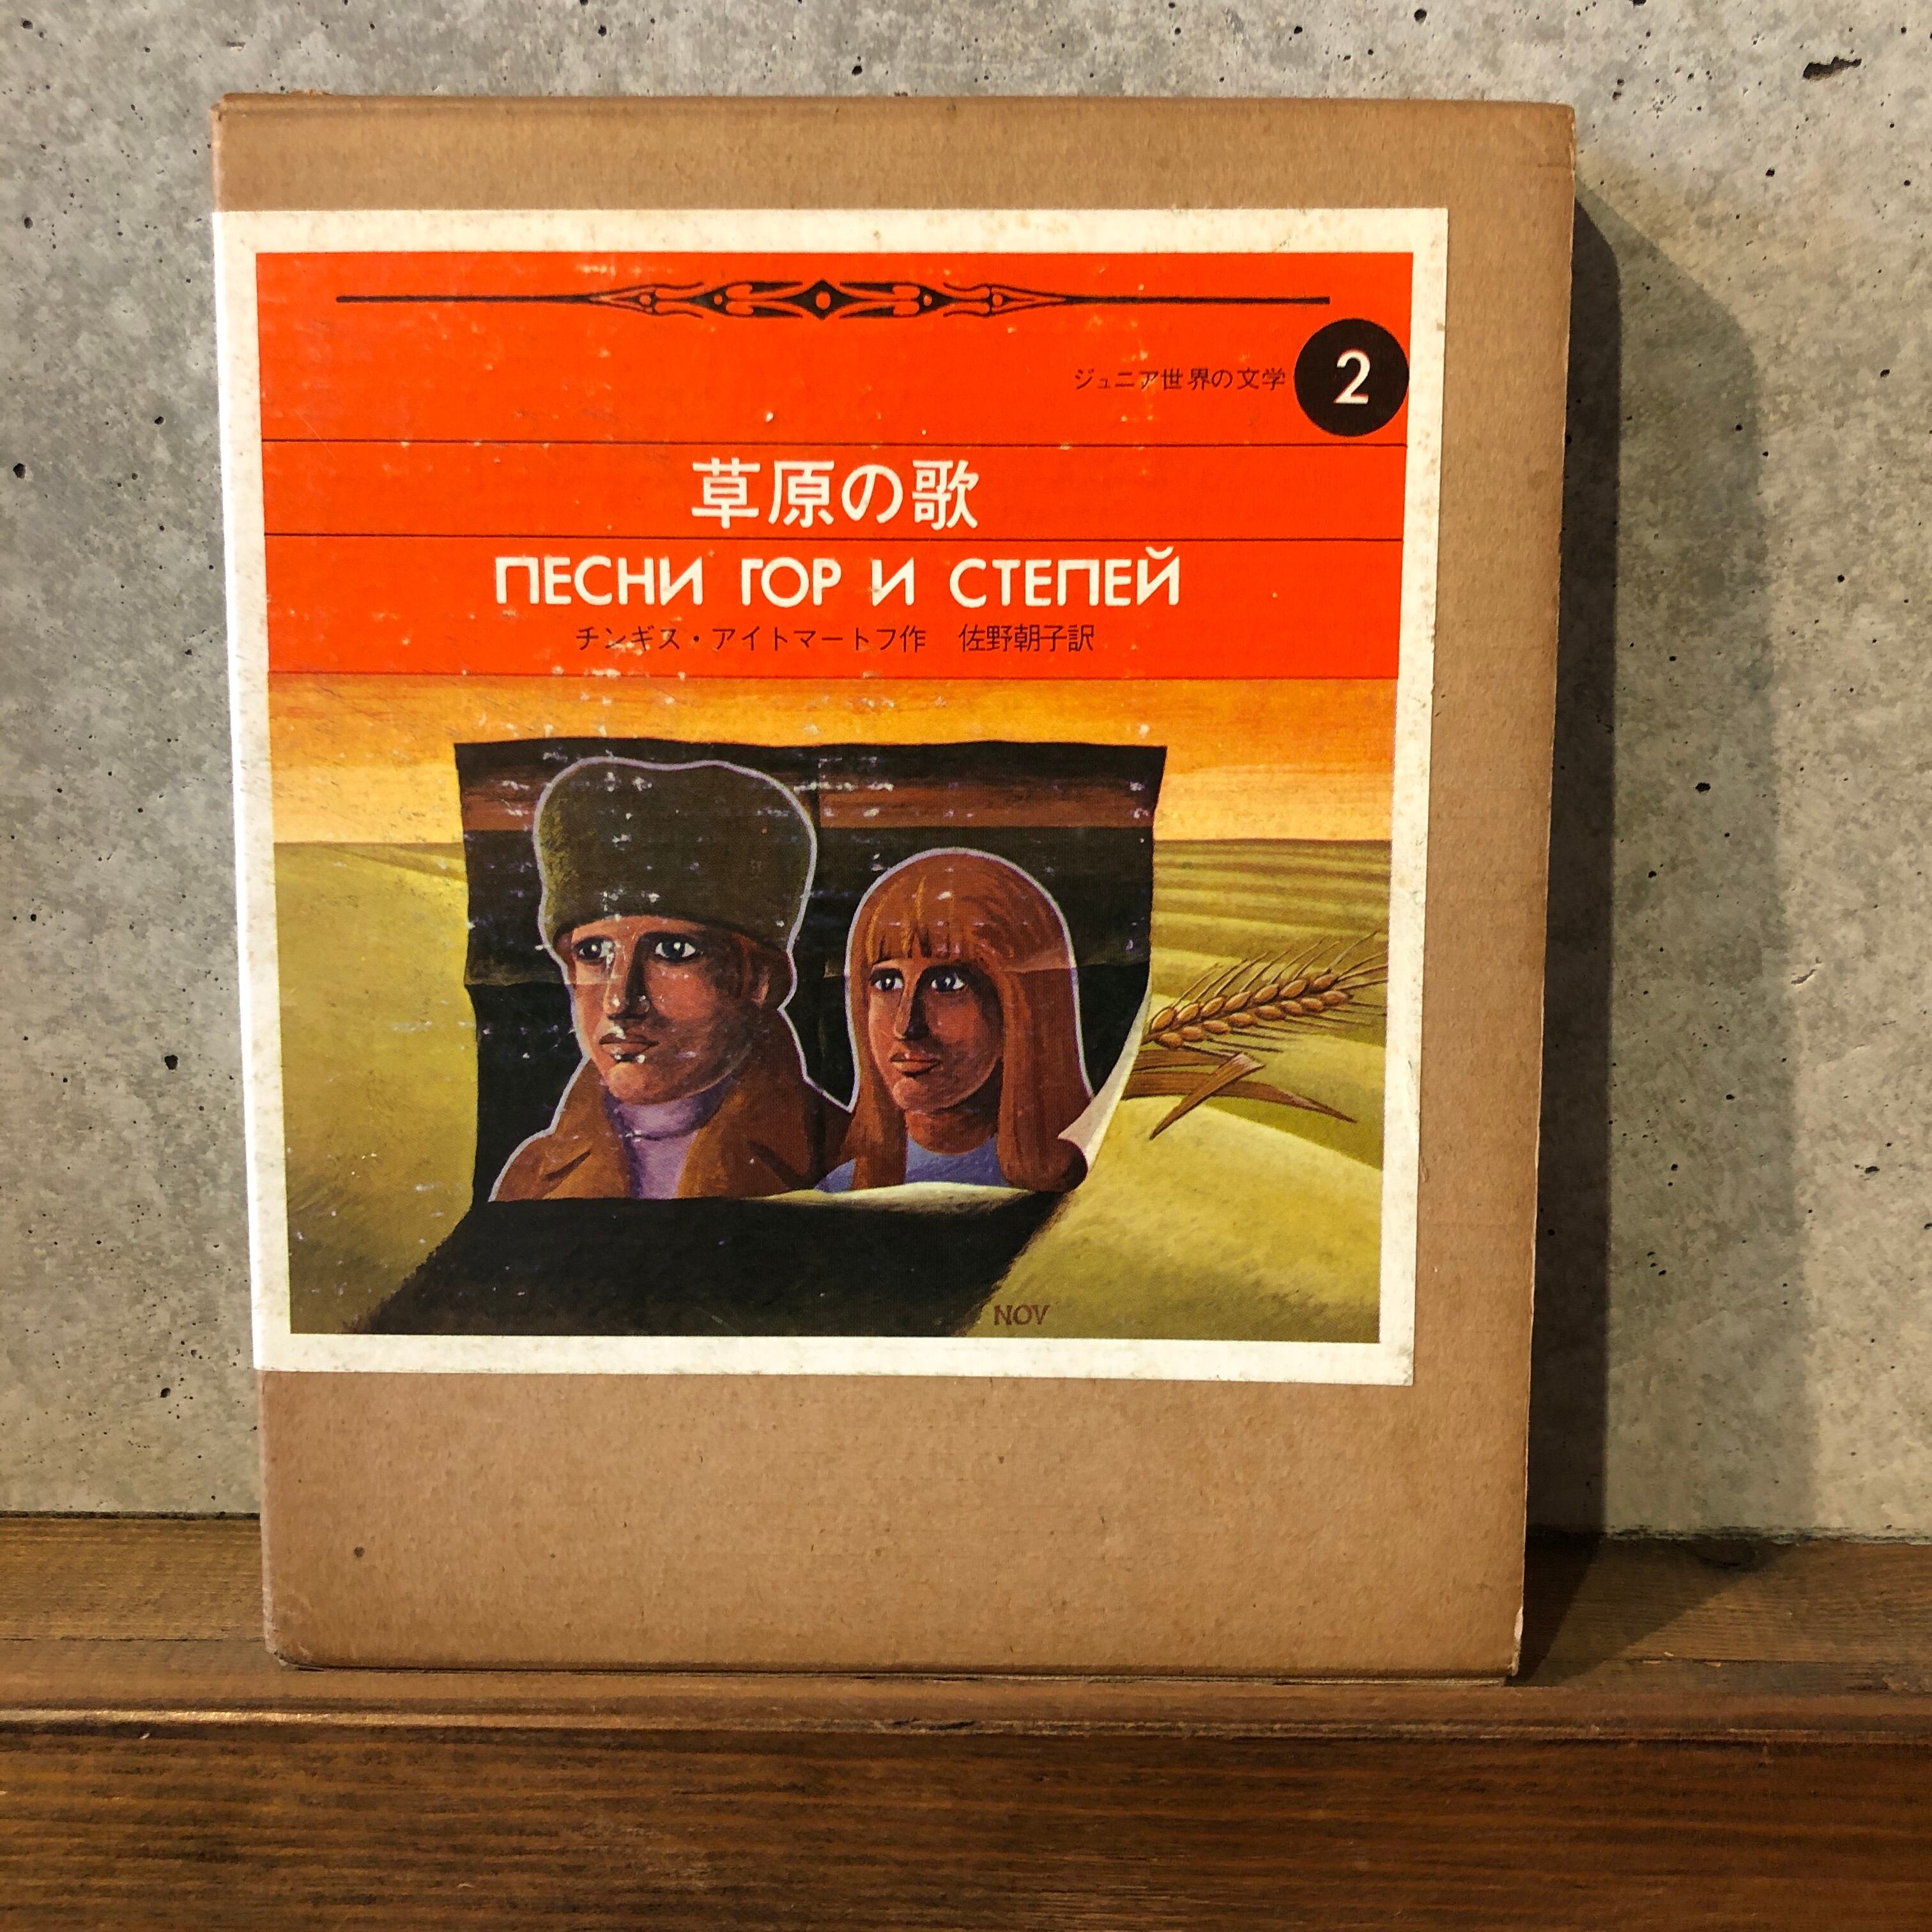 ジュニア世界の文学 2
草原の歌
ПЕСНИ ГОР И СТЕПЕЙ
チンギス・アイトマートフ作 佐野朝子訳
NOV